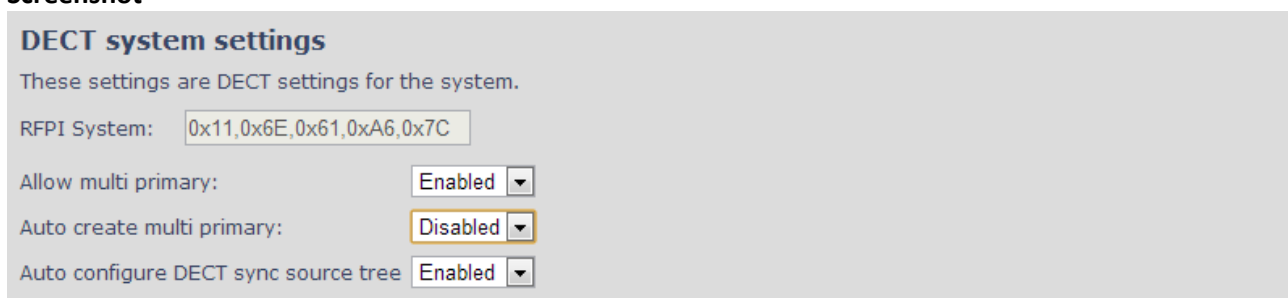 DECT system settings
These settings are DECT settings for the system.
RFPI System: 0x11,0x6E,0x61,0xA6,0x7C
Allow multi primary: Enabled
Auto create multi primary: Disabled
Auto configure DECT sync source tree Enabled